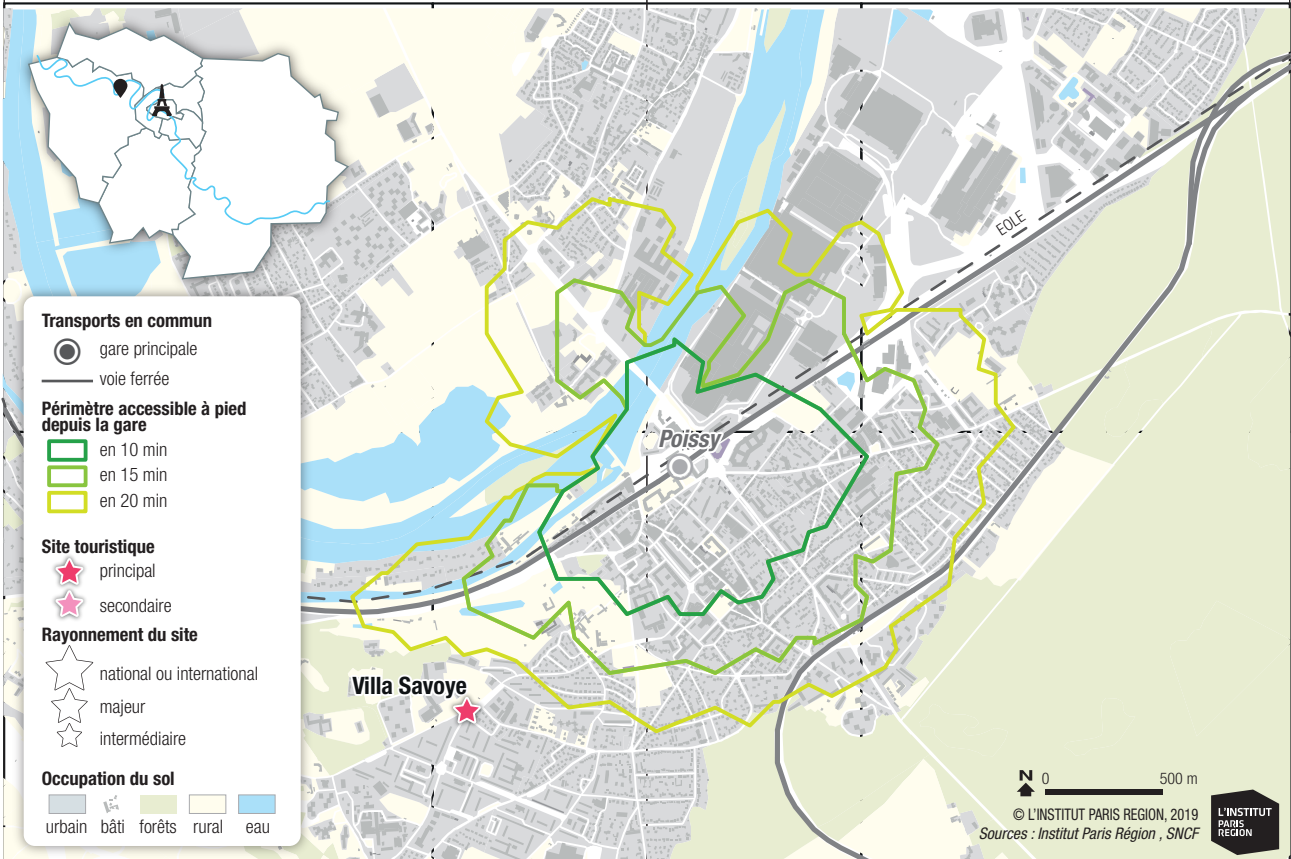 EOLE
Transports en commun
gare principale
voie ferrée
Périmètre accessible à pied
depuis la gare
en 10 min
en 15 min
en 20 min
Site touristique
principal
secondaire
Rayonnement du site
national ou international
majeur
intermédiaire
Occupation du sol
urbain bâti forêts rural eau
Poissy
Villa Savoye
N 0 500 m
© L'INSTITUT PARIS REGION, 2019
Sources : Institut Paris Région , SNCF
L'INSTITUT
PARIS
REGION